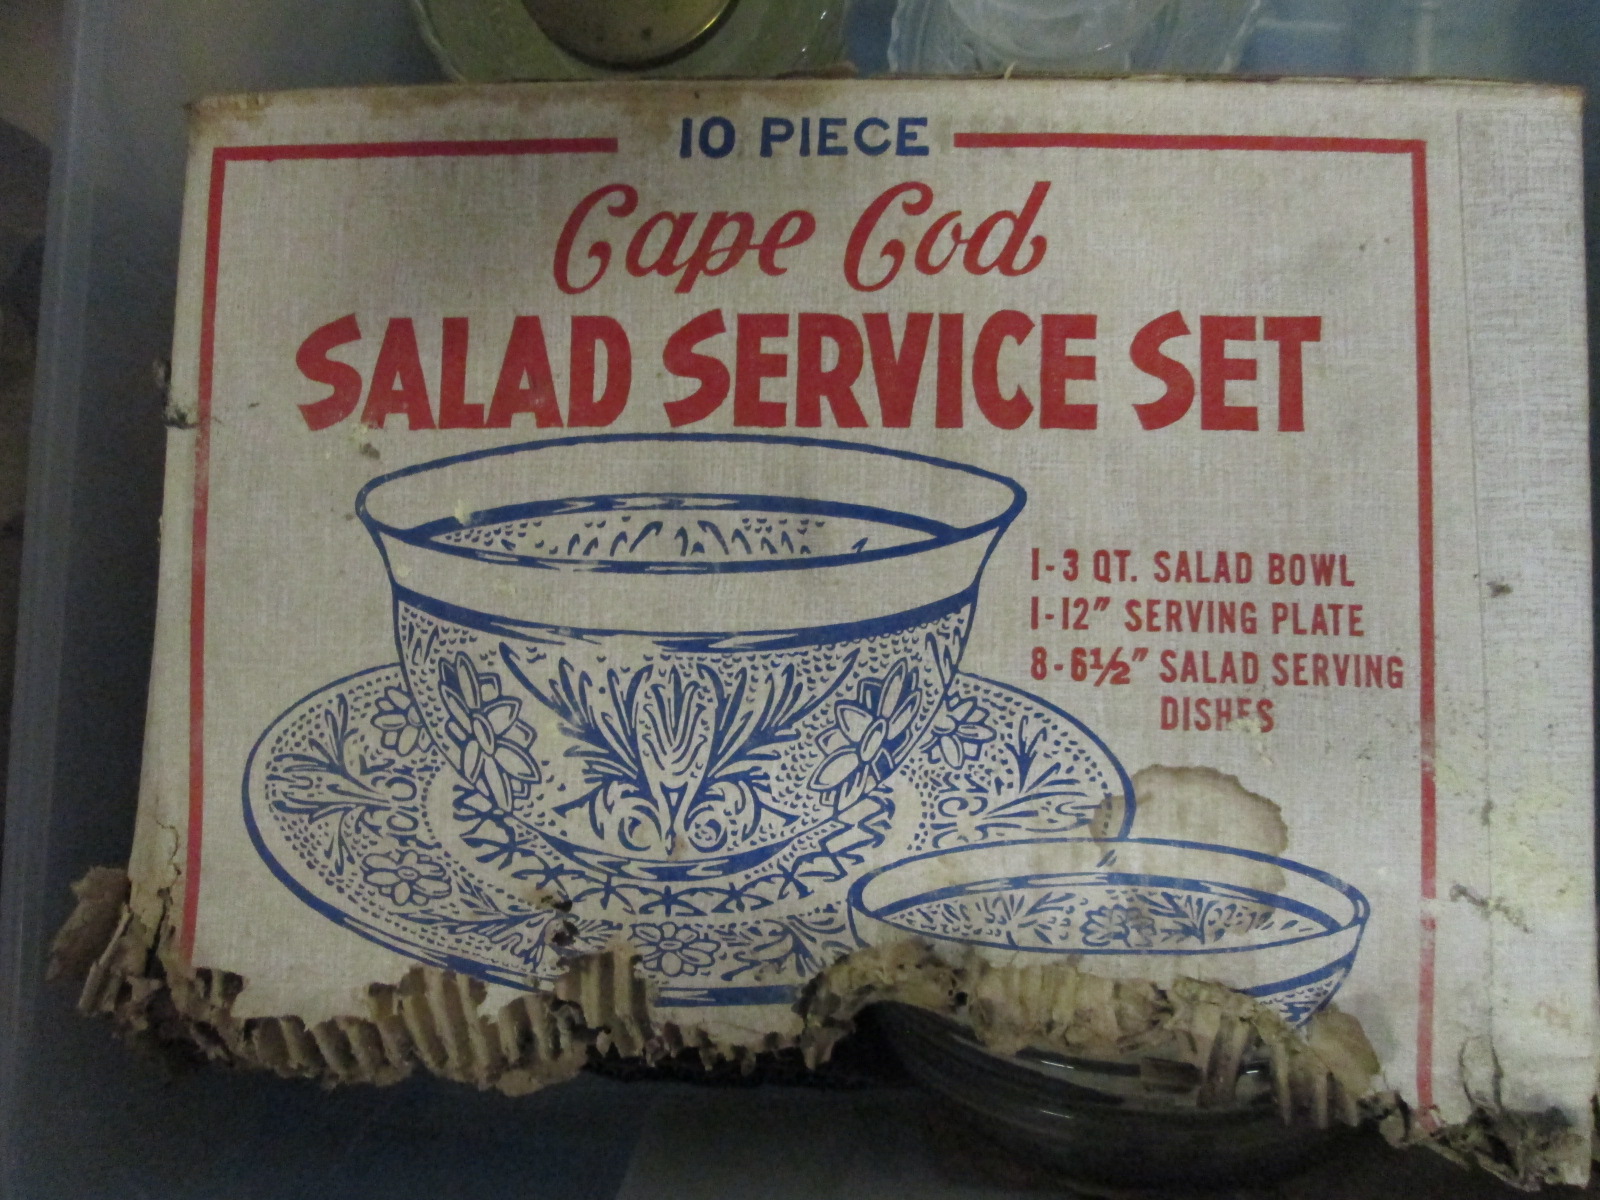 10 PIECE
Cape Cod
SALAD SERVICE SET
1-3 QT. SALAD BOWL
1-12" SERVING PLATE
8-6½" SALAD SERVING
DISHES